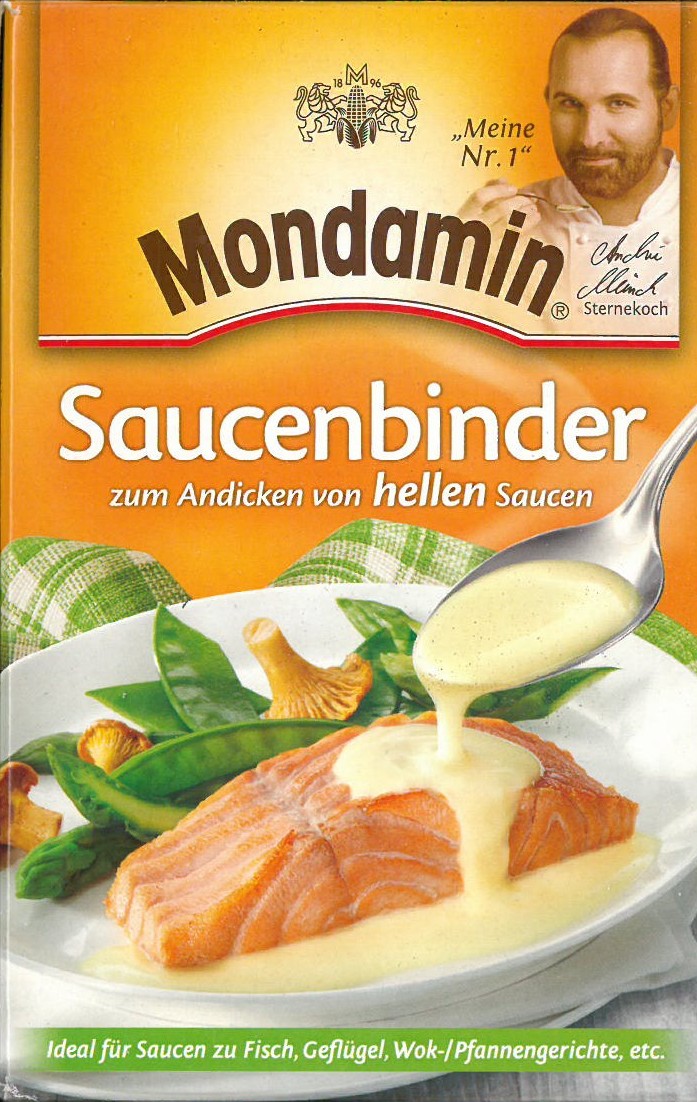 18 M 96
„Meine
Nr. 1“
Mondamin®
Sternekoch
Saucenbinder
zum Andicken von hellen Saucen
Ideal für Saucen zu Fisch, Geflügel, Wok-/Pfannengerichte, etc.